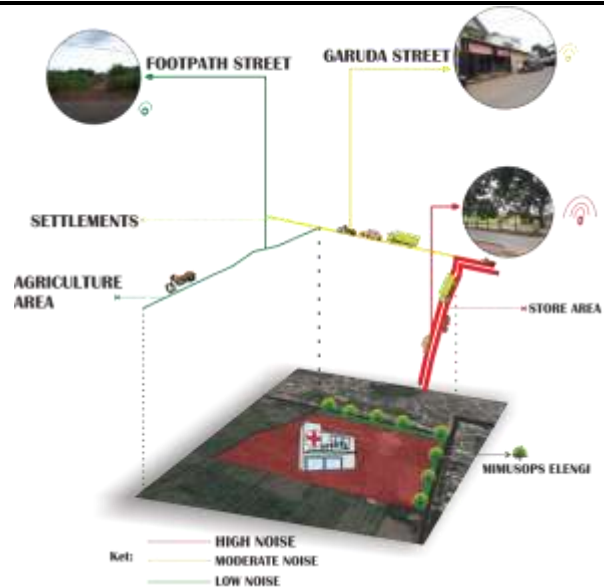 FOOTPATH STREET
GARUDA STREET
SETTLEMENTS
AGRICULTURE
AREA
STORE AREA
MIMUSOPS ELENGI
Ket:
HIGH NOISE
MODERATE NOISE
LOW NOISE